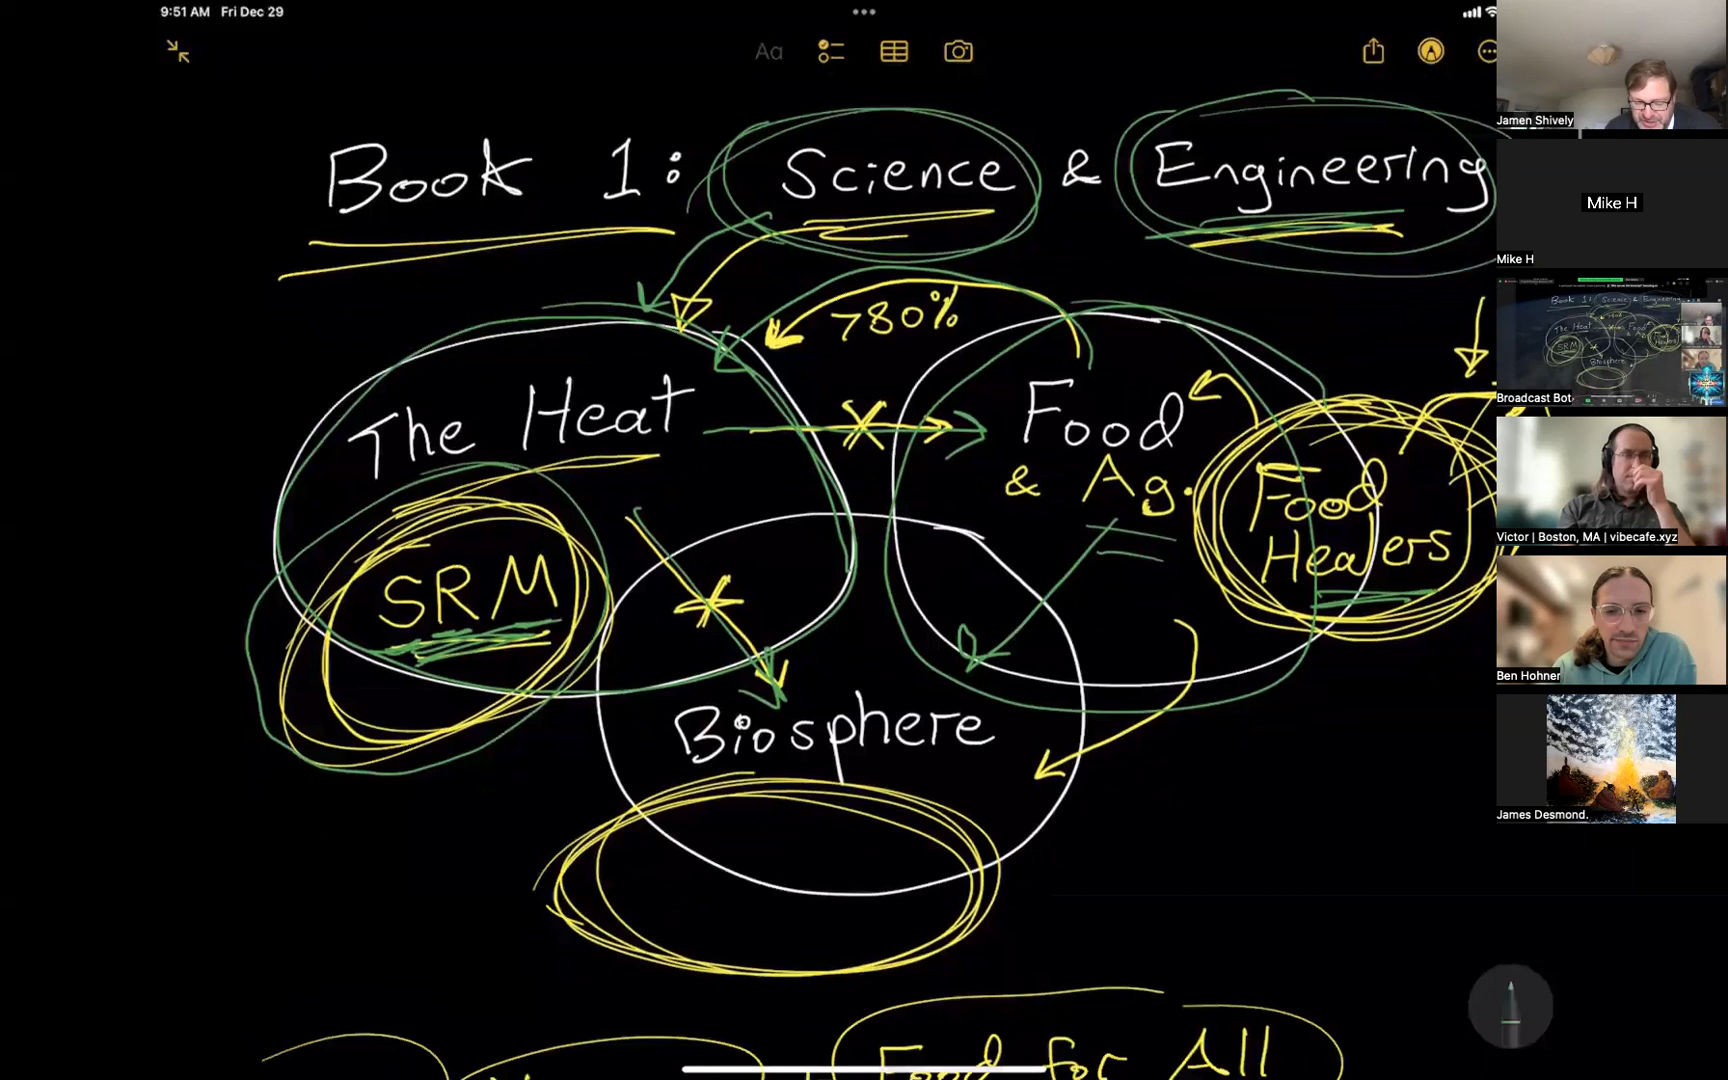 9:51 AM Fri Dec 29
Aa
Book 1: Science & Engineering
>80%
The Heat
Food
& Ag.
Food
Healers
SRM
Biosphere
Food for All
Jamen Shively
Mike H
Mike H
Broadcast Bot
Victor | Boston, MA | vibecafe.xyz
Ben Hohner
James Desmond.